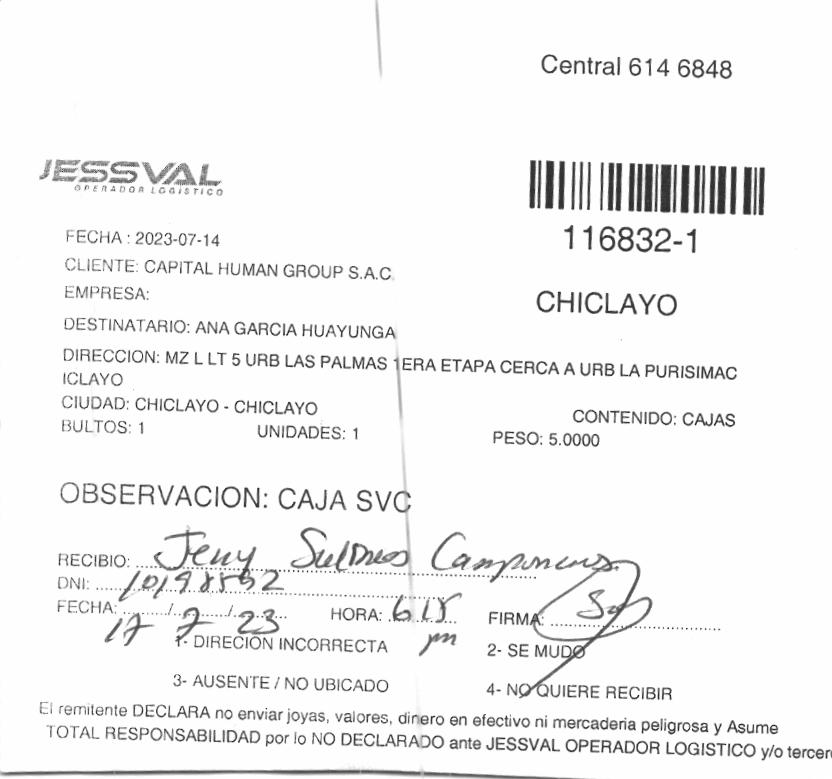 Central 614 6848
JESSVAL
OPERADOR LOGISTICO
116832-1
FECHA : 2023-07-14
CLIENTE: CAPITAL HUMAN GROUP S.A.C.
EMPRESA:
CHICLAYO
DESTINATARIO: ANA GARCIA HUAYUNGA
DIRECCION: MZ L LT 5 URB LAS PALMAS 1ERA ETAPA CERCA A URB LA PURISIMAC
ICLAYO
CIUDAD: CHICLAYO - CHICLAYO
CONTENIDO: CAJAS
BULTOS: 1 UNIDADES: 1 PESO: 5.0000
OBSERVACION: CAJA SVC
RECIBIO: Jeny
DNI:
FECHA: 17/7/23 HORA: 6 15 pm FIRMA:
1- DIRECION INCORRECTA 2- SE MUDO
3- AUSENTE / NO UBICADO 4- NO QUIERE RECIBIR
El remitente DECLARA no enviar joyas, valores, dinero en efectivo ni mercaderia peligrosa y Asume
TOTAL RESPONSABILIDAD por lo NO DECLARADO ante JESSVAL OPERADOR LOGISTICO y/o tercero